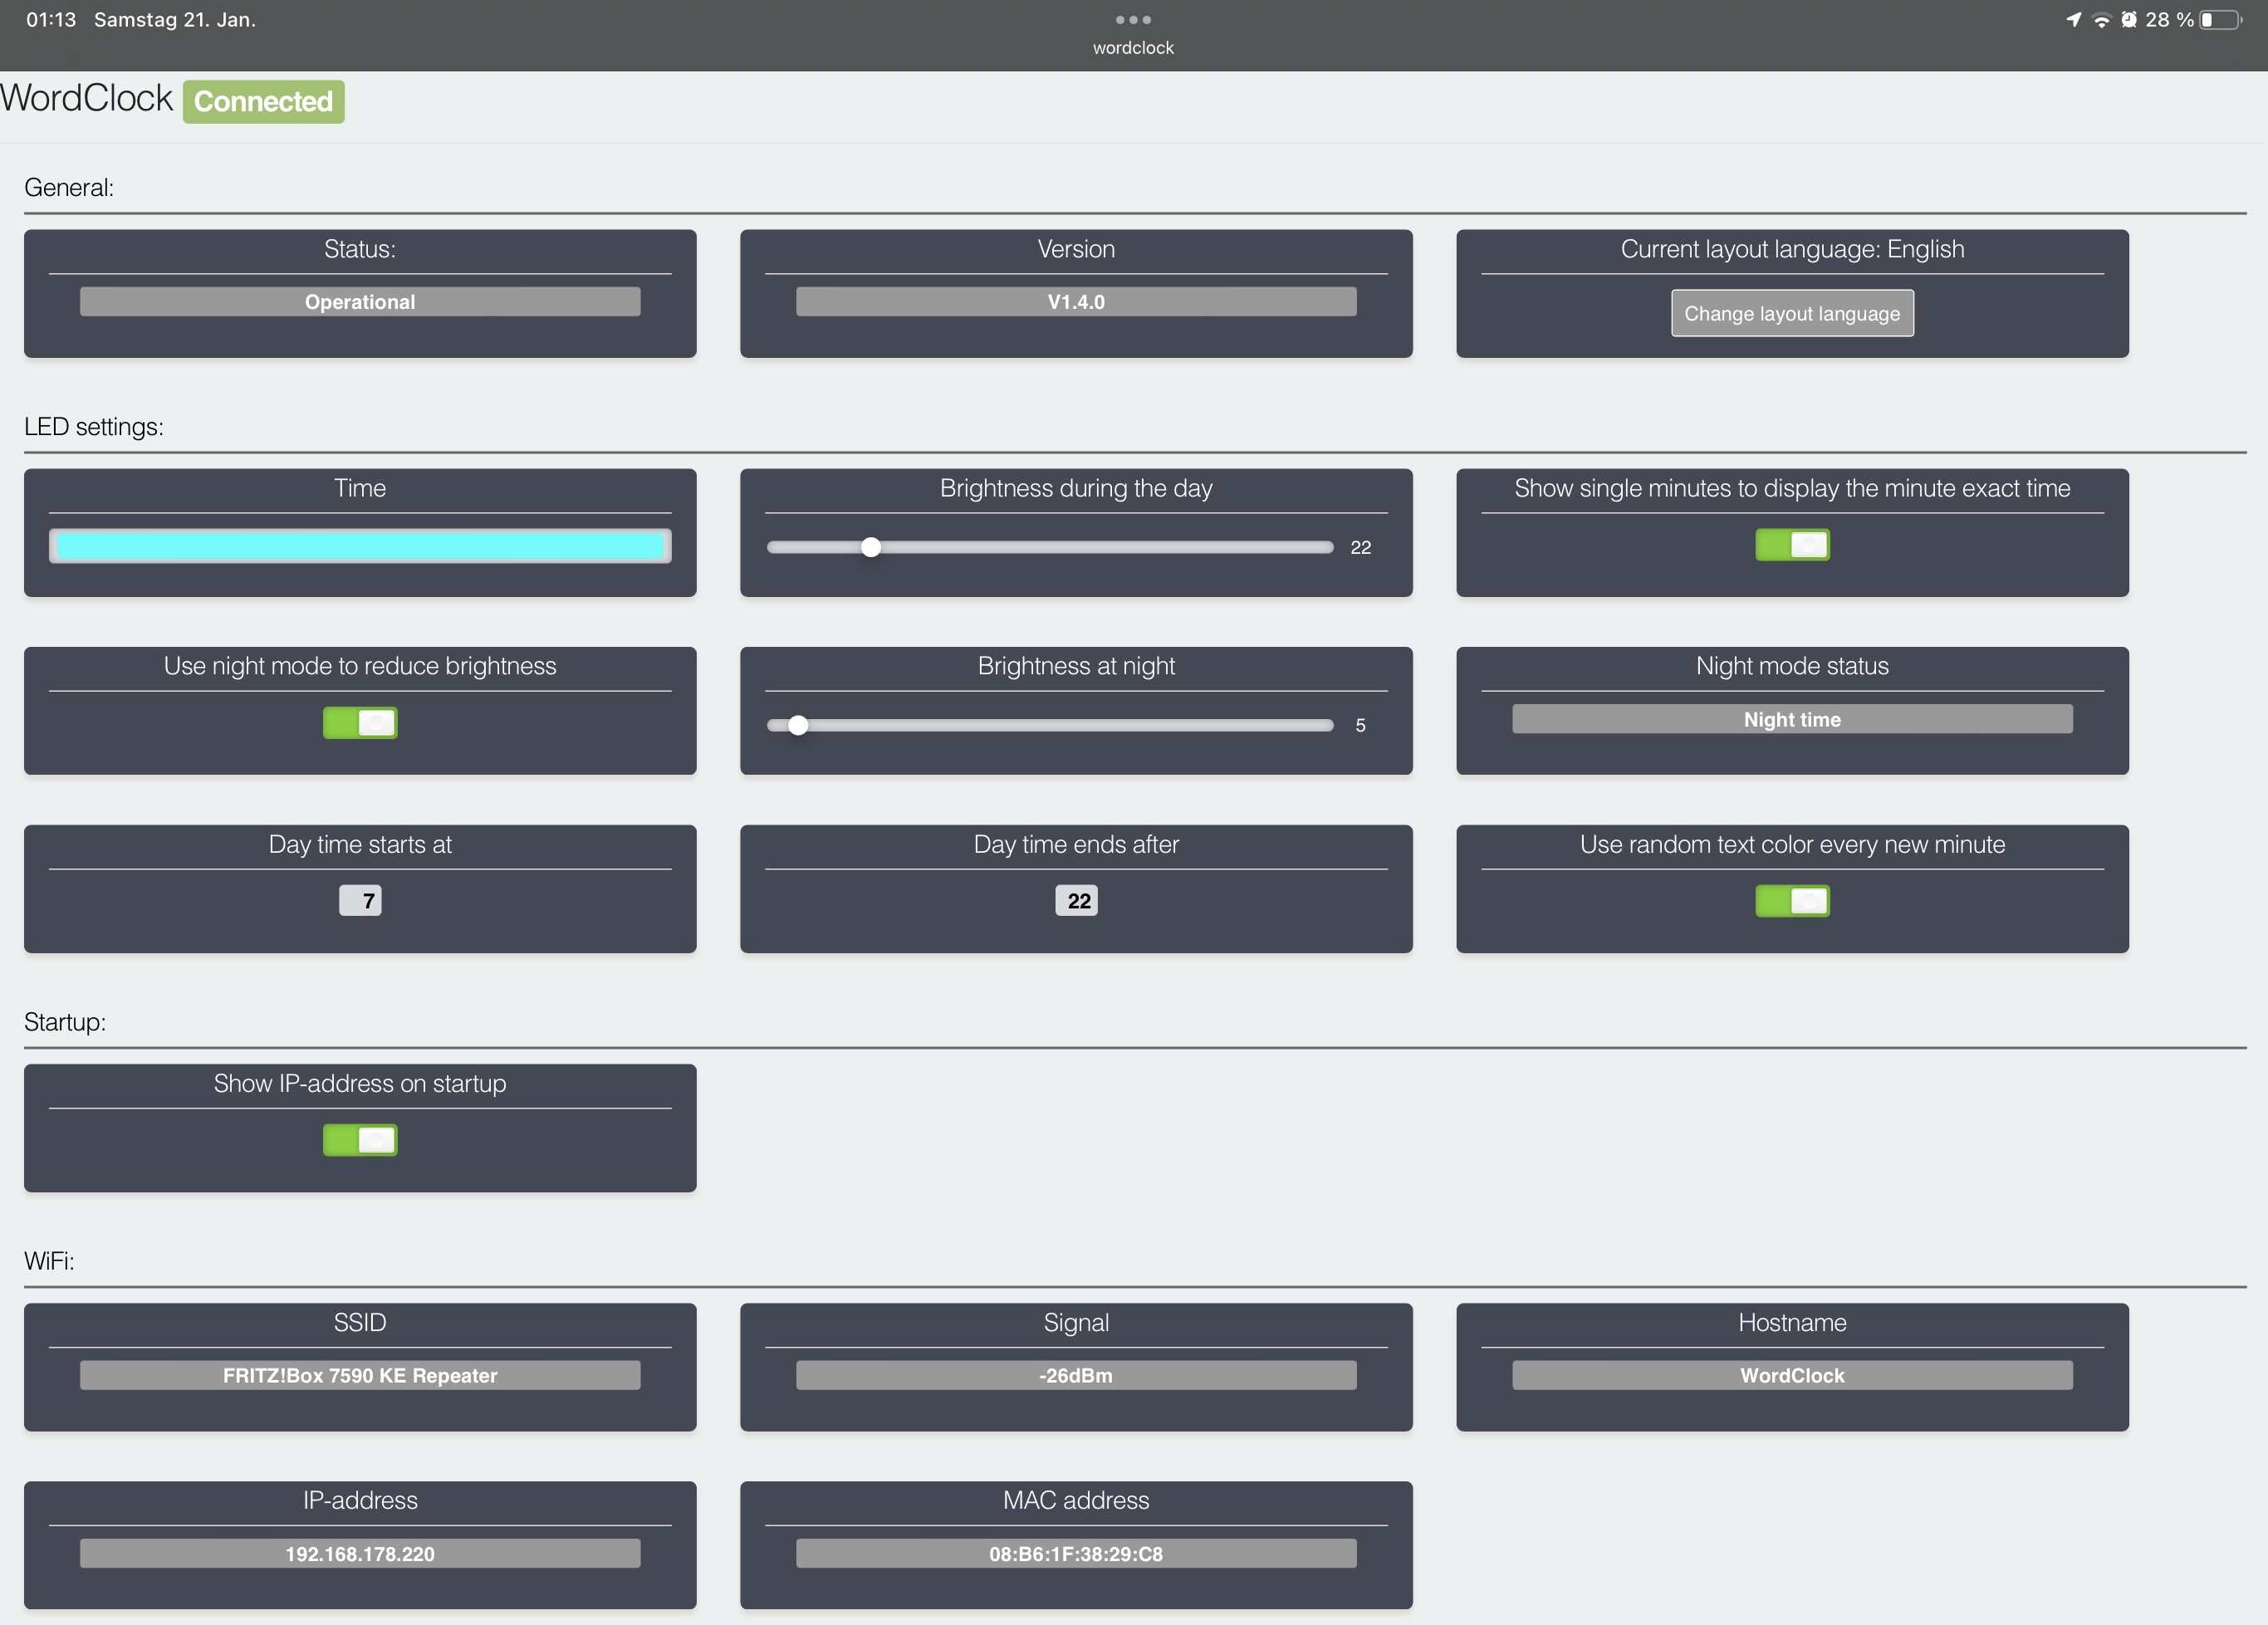 01:13 Samstag 21. Jan.
28 %
wordclock
WordClock Connected
General:
Status:
Operational
Version
V1.4.0
Current layout language: English
Change layout language
LED settings:
Time
Brightness during the day
22
Show single minutes to display the minute exact time
Use night mode to reduce brightness
Brightness at night
5
Night mode status
Night time
Day time starts at
7
Day time ends after
22
Use random text color every new minute
Startup:
Show IP-address on startup
WiFi:
SSID
FRITZ!Box 7590 KE Repeater
Signal
-26dBm
Hostname
WordClock
IP-address
192.168.178.220
MAC address
08:B6:1F:38:29:C8